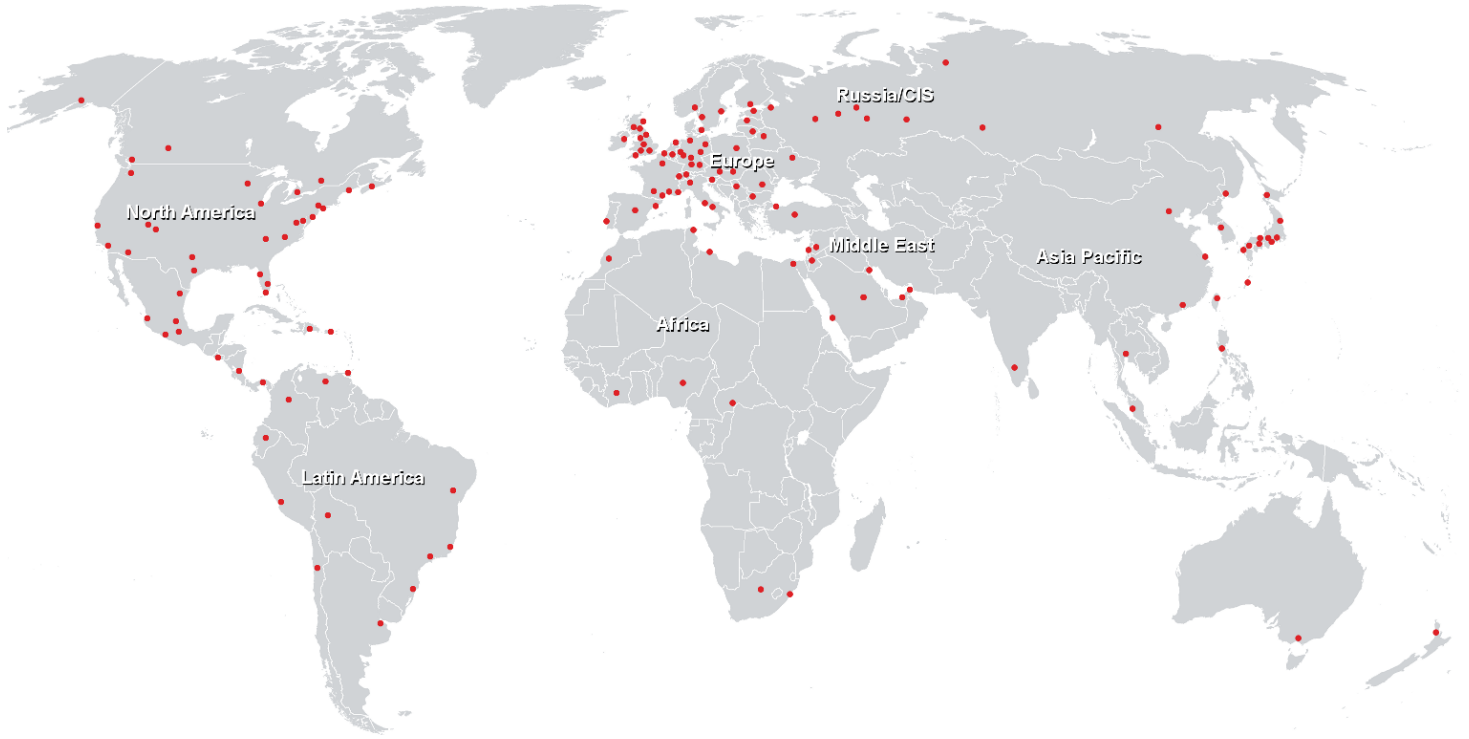 Russia/CIS
Europe
North America
Middle East
Asia Pacific
Africa
Latin America